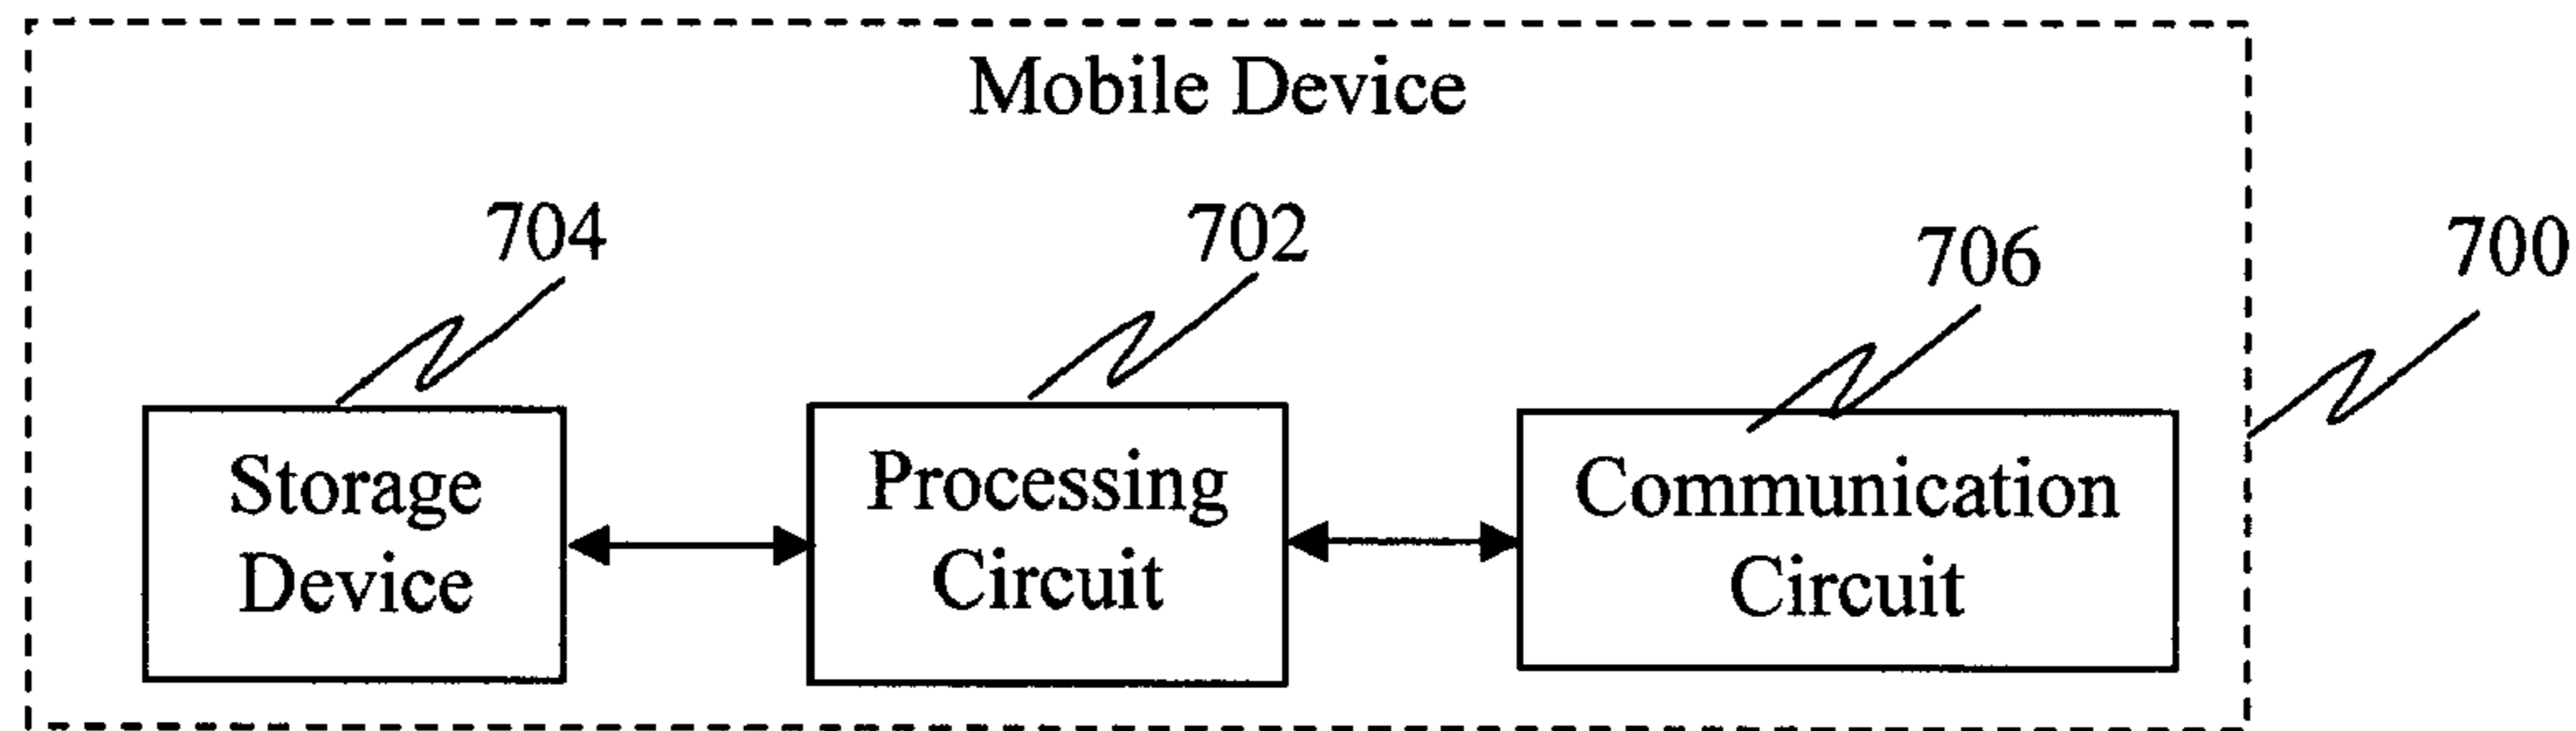 Mobile Device
704
702
706
700
Storage
Device
Processing
Circuit
Communication
Circuit